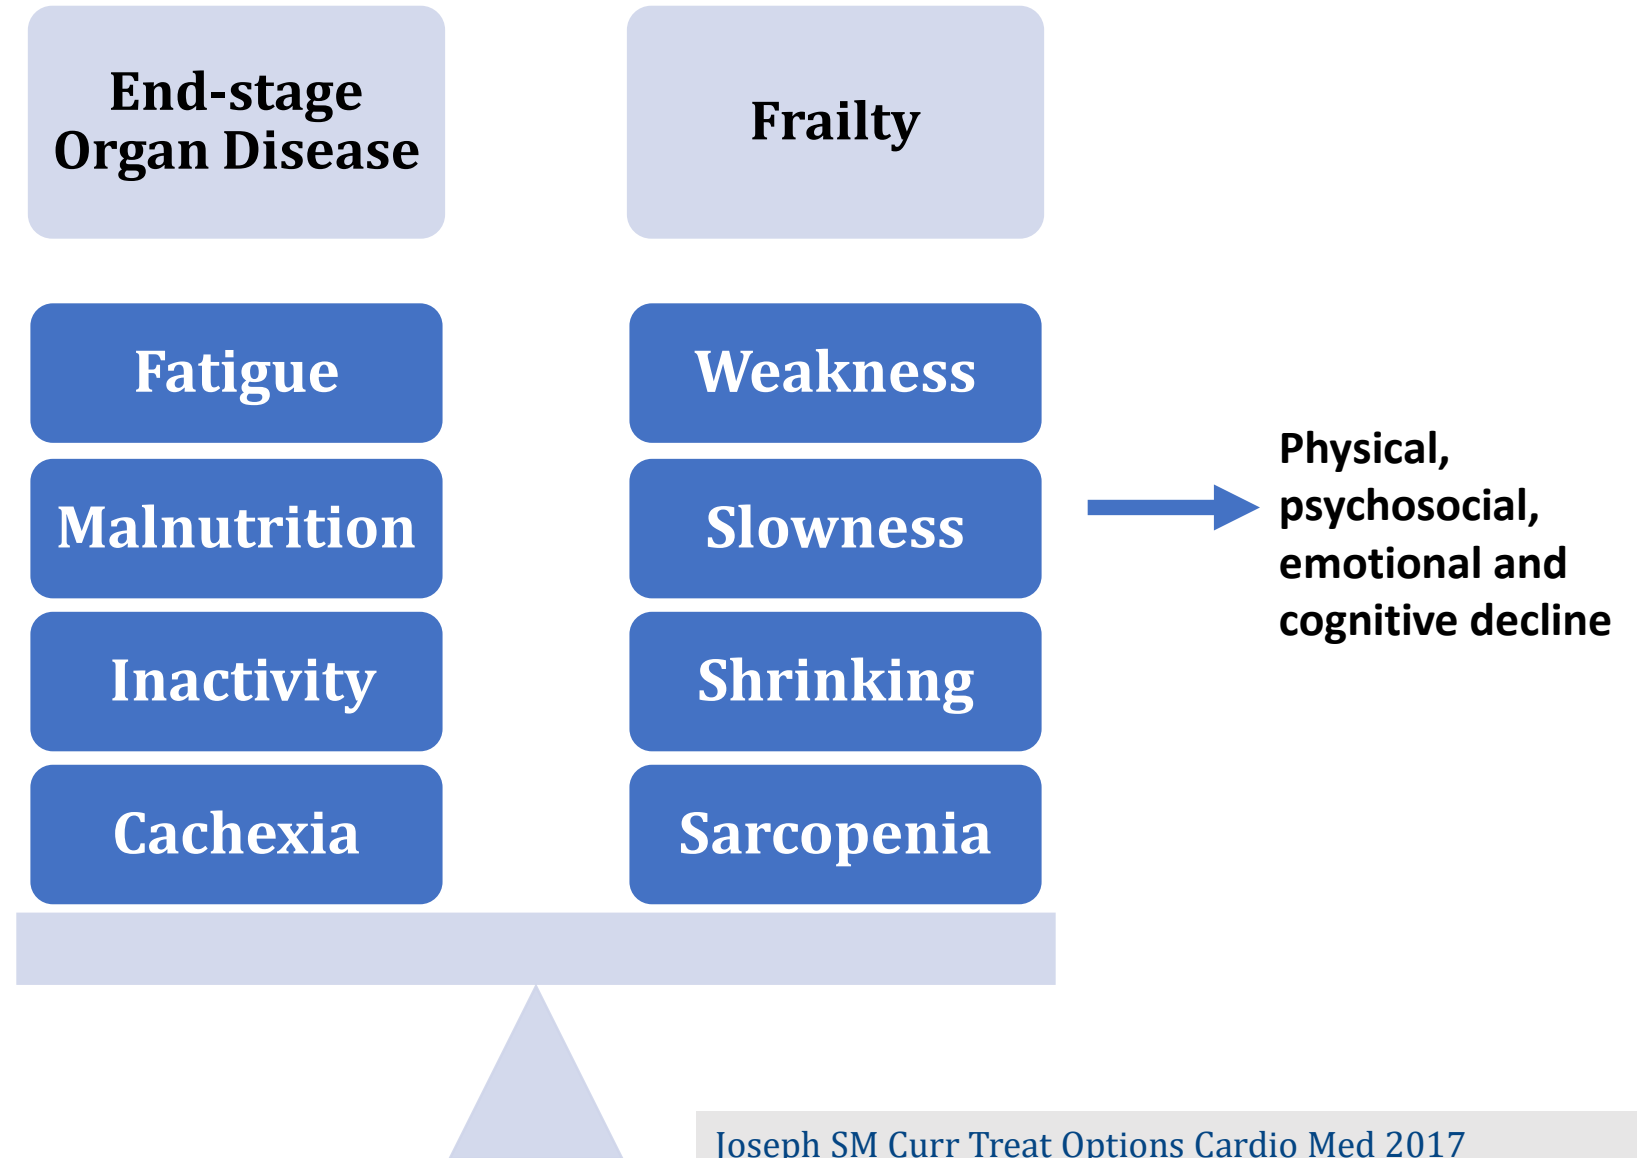 End-stage
Organ Disease
Frailty
Fatigue
Malnutrition
Inactivity
Cachexia
Weakness
Slowness
Shrinking
Sarcopenia
Physical,
psychosocial,
emotional and
cognitive decline
Joseph SM Curr Treat Options Cardio Med 2017